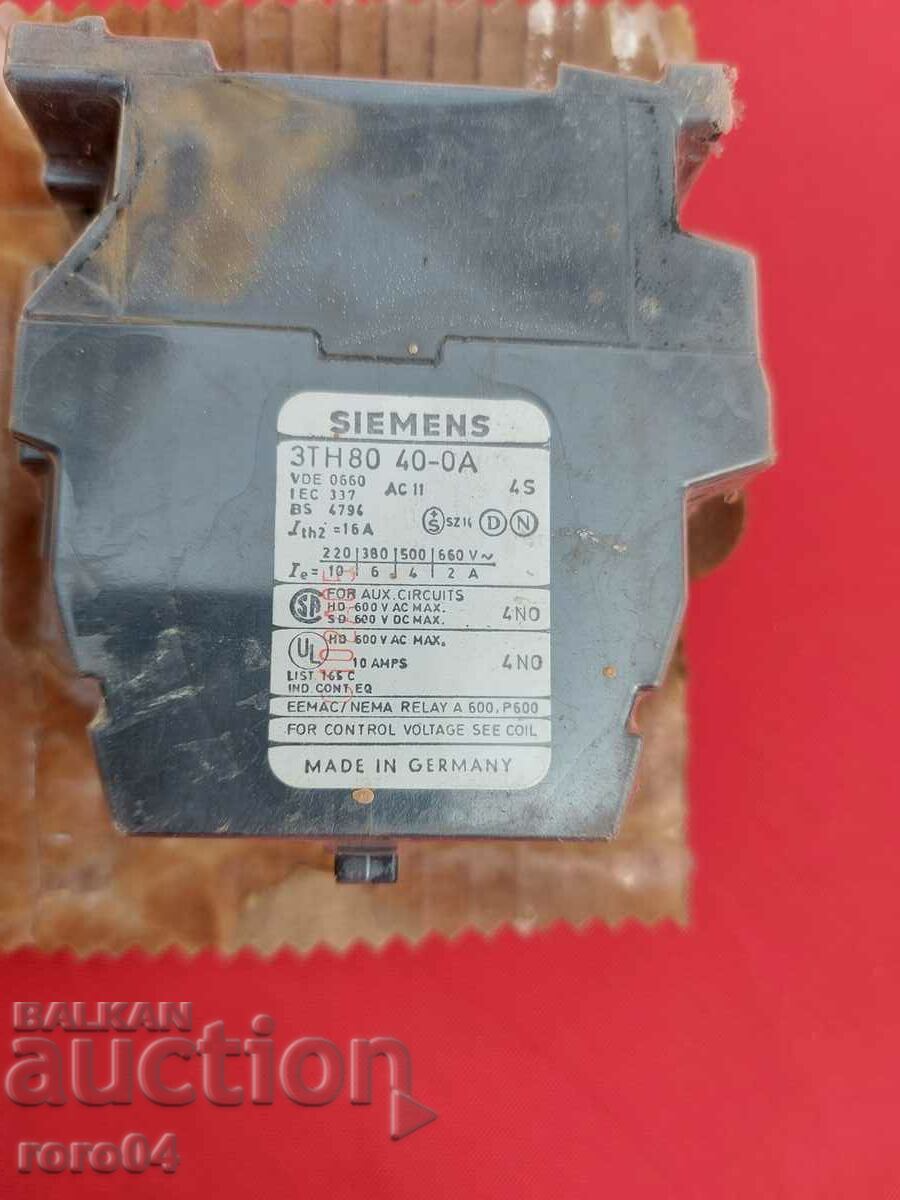 SIEMENS
3TH80 40-0A
VDE 0660
IEC 337 AC 11 4S
BS 4794
Ith2 =16A S SZ14 D N
220 380 500 660 V~
Ie= 10 6 4 2 A
SA FOR AUX. CIRCUITS
HD 600 V AC MAX. 4NO
SD 600 V DC MAX.
UL HD 600 V AC MAX.
10 AMPS 4NO
LIST 165 C
IND. CONT. EQ
EEMAC/NEMA RELAY A 600, P600
FOR CONTROL VOLTAGE SEE COIL
MADE IN GERMANY
BALKAN
auction
roro04